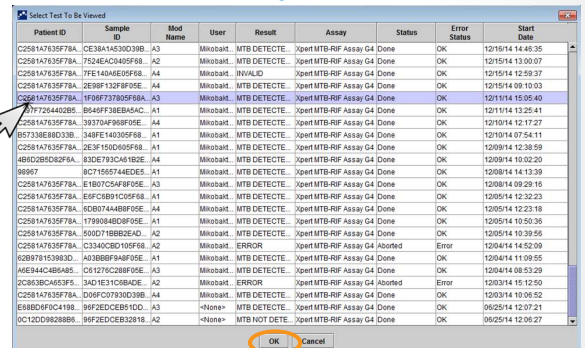 Select Test To Be Viewed
Patient ID Sample ID Mod Name User Result Assay Status Error Status Start Date
C2581A7635F78A... CE38A1A530D39B... A3 Mikobakt... MTB DETECTE... Xpert MTB-RIF Assay G4 Done OK 12/16/14 14:46:35
C2581A7635F78A... 7524EAC0405F68... A2 Mikobakt... MTB DETECTE... Xpert MTB-RIF Assay G4 Done OK 12/15/14 13:00:07
C2581A7635F78A... 7FE140A6E05F68... A4 Mikobakt... INVALID Xpert MTB-RIF Assay G4 Done OK 12/15/14 12:59:37
C2581A7635F78A... 2E98F132F8F05E... A4 Mikobakt... MTB DETECTE... Xpert MTB-RIF Assay G4 Done OK 12/15/14 09:10:03
C2581A7635F78A... 1F06F737805F68A... A3 Mikobakt... MTB DETECTE... Xpert MTB-RIF Assay G4 Done OK 12/11/14 15:05:40
B646FF38EBA5AC... A1 Mikobakt... MTB DETECTE... Xpert MTB-RIF Assay G4 Done OK 12/11/14 13:25:41
C2581A7635F78A... 39370AF968F05E... A4 Mikobakt... MTB DETECTE... Xpert MTB-RIF Assay G4 Done OK 12/10/14 12:17:27
B57338E88D33B... 348FE140305F68... A1 Mikobakt... MTB DETECTE... Xpert MTB-RIF Assay G4 Done OK 12/10/14 07:54:11
C2581A7635F78A... 2E3F150D605F68... A1 Mikobakt... MTB DETECTE... Xpert MTB-RIF Assay G4 Done OK 12/09/14 12:38:59
4B6D2B5D82F6A... 83DE793CA61B2E... A4 Mikobakt... MTB DETECTE... Xpert MTB-RIF Assay G4 Done OK 12/09/14 10:02:20
98967 8C71565744EDE5... A1 Mikobakt... MTB DETECTE... Xpert MTB-RIF Assay G4 Done OK 12/08/14 14:13:39
C2581A7635F78A... E1B07C5AF8F05E... A3 Mikobakt... MTB DETECTE... Xpert MTB-RIF Assay G4 Done OK 12/08/14 09:29:16
C2581A7635F78A... E6FC6B91C05F68... A1 Mikobakt... MTB DETECTE... Xpert MTB-RIF Assay G4 Done OK 12/05/14 12:32:23
C2581A7635F78A... 6DB074A4B8F05E... A4 Mikobakt... MTB DETECTE... Xpert MTB-RIF Assay G4 Done OK 12/05/14 12:23:18
C2581A7635F78A... 1799084BD8F05E... A1 Mikobakt... MTB DETECTE... Xpert MTB-RIF Assay G4 Done OK 12/05/14 10:50:36
C2581A7635F78A... 500D71BBB2EAD... A2 Mikobakt... MTB DETECTE... Xpert MTB-RIF Assay G4 Done OK 12/05/14 10:39:56
C2581A7635F78A... C3340CBD105F68... A2 Mikobakt... ERROR Xpert MTB-RIF Assay G4 Aborted Error 12/04/14 14:52:09
62B978153983D... A03BBBF9A8F05E... A1 Mikobakt... MTB DETECTE... Xpert MTB-RIF Assay G4 Done OK 12/04/14 11:09:55
A6E944C4B6A85... C61276C288F05E... A3 Mikobakt... MTB DETECTE... Xpert MTB-RIF Assay G4 Done OK 12/04/14 08:53:29
2C863BCA653F5... 3AD1E31C6BADE... A2 Mikobakt... ERROR Xpert MTB-RIF Assay G4 Aborted Error 12/03/14 15:12:50
C2581A7635F78A... D06FC07930D39B... A4 Mikobakt... MTB DETECTE... Xpert MTB-RIF Assay G4 Done OK 12/03/14 10:06:52
E68BD6F0C4198... 96F2EDCEB51DD... A3 <None> MTB DETECTE... Xpert MTB-RIF Assay G4 Done OK 06/25/14 12:07:21
0C12DD98288B6... 96F2EDCEB32818... A2 <None> MTB NOT DETE... Xpert MTB-RIF Assay G4 Done OK 06/25/14 12:06:27
OK Cancel